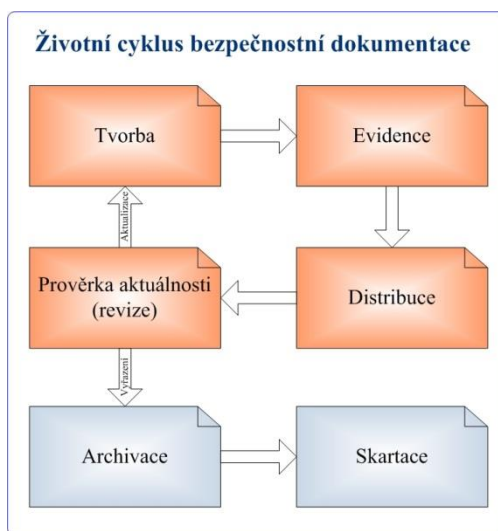 Životní cyklus bezpečnostní dokumentace
Tvorba
Evidence
Aktualizace
Prověrka aktuálnosti
(revize)
Distribuce
Vyřazení
Archivace
Skartace